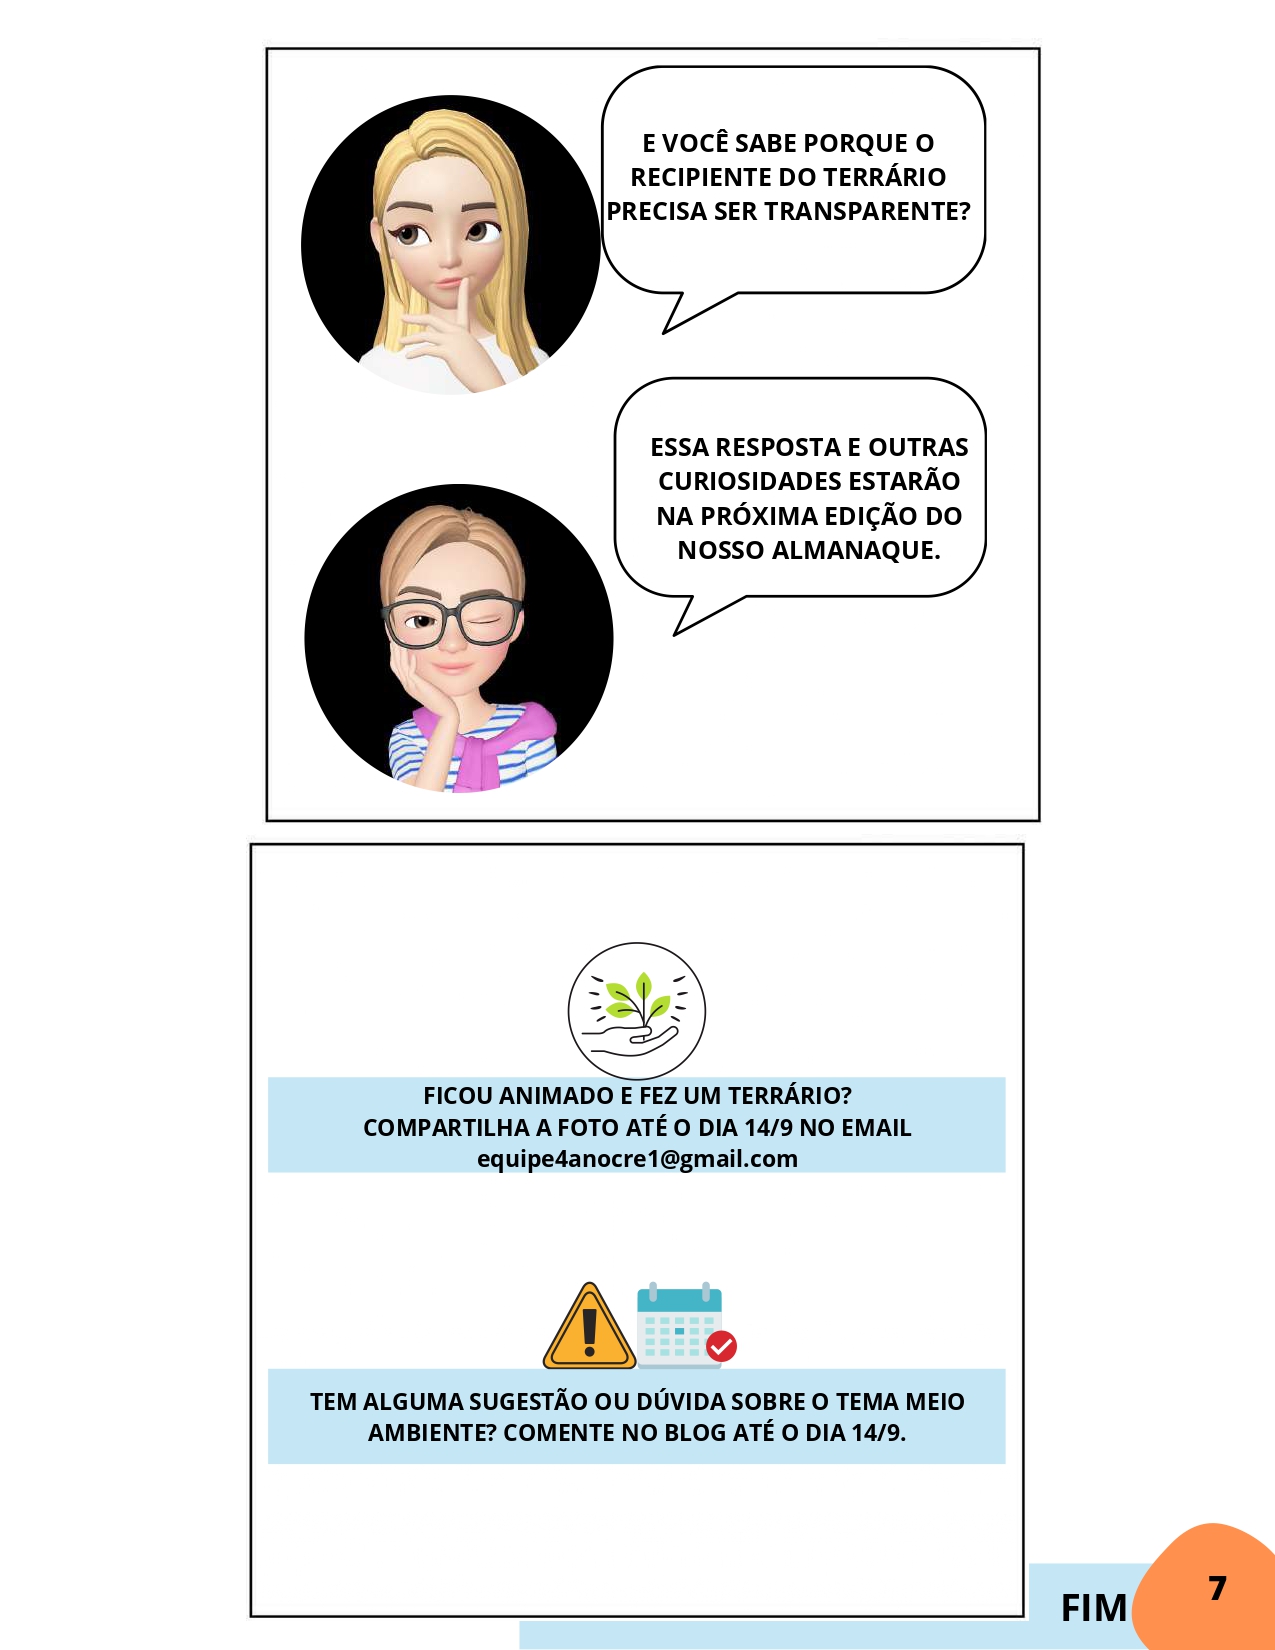 E VOCÊ SABE PORQUE O
RECIPIENTE DO TERRÁRIO
PRECISA SER TRANSPARENTE?
ESSA RESPOSTA E OUTRAS
CURIOSIDADES ESTARÃO
NA PRÓXIMA EDIÇÃO DO
NOSSO ALMANAQUE.
FICOU ANIMADO E FEZ UM TERRÁRIO?
COMPARTILHA A FOTO ATÉ O DIA 14/9 NO EMAIL
equipe4anocre1@gmail.com
TEM ALGUMA SUGESTÃO OU DÚVIDA SOBRE O TEMA MEIO
AMBIENTE? COMENTE NO BLOG ATÉ O DIA 14/9.
FIM
7